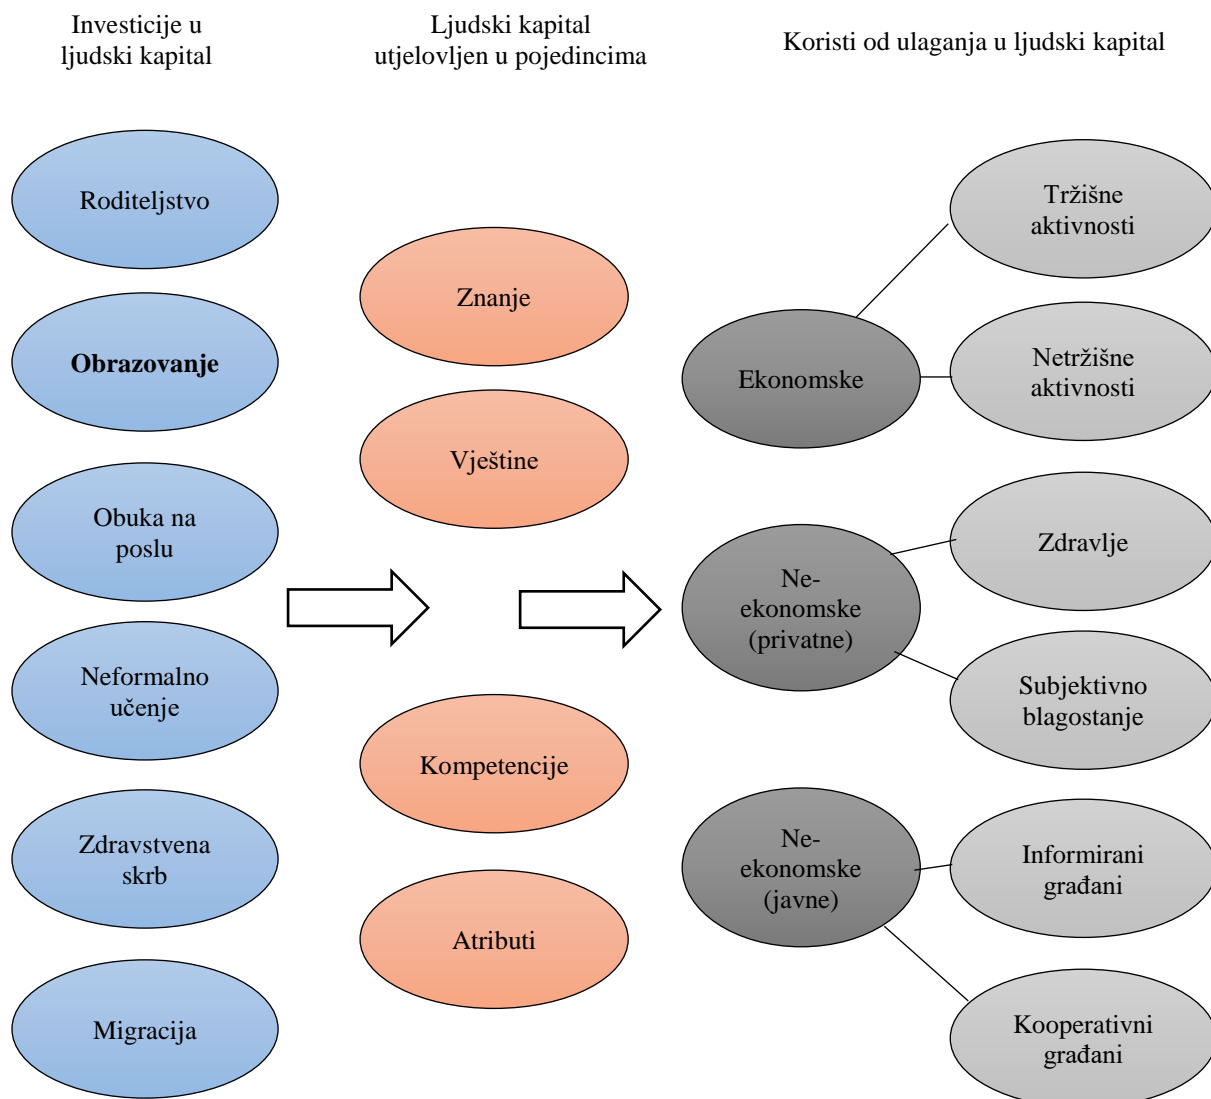 Investicije u
ljudski kapital
Ljudski kapital
utjelovljen u pojedincima
Koristi od ulaganja u ljudski kapital
Roditeljstvo
Obrazovanje
Obuka na
poslu
Neformalno
učenje
Zdravstvena
skrb
Migracija
Znanje
Vještine
Kompetencije
Atributi
Ekonomske
Tržišne
aktivnosti
Netržišne
aktivnosti
Ne-
ekonomske
(privatne)
Zdravlje
Subjektivno
blagostanje
Ne-
ekonomske
(javne)
Informirani
građani
Kooperativni
građani